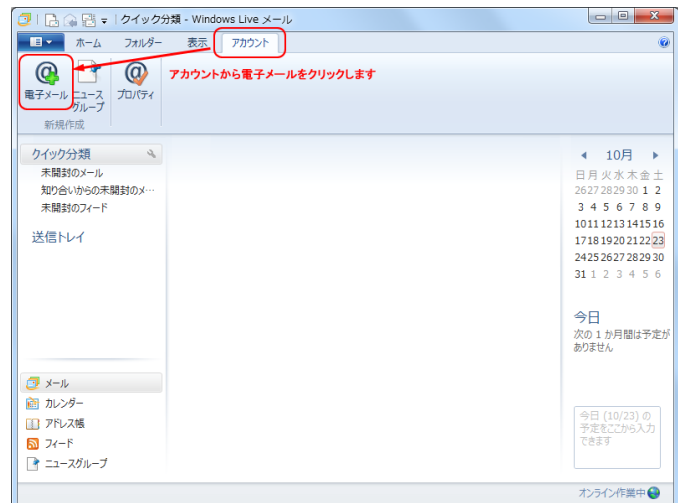 クイック分類 - Windows Live メール
ホーム フォルダー 表示 アカウント
電子メール ニュースグループ プロパティ
アカウントから電子メールをクリックします
新規作成
クイック分類
未開封のメール
知り合いからの未開封のメ…
未開封のフィード
送信トレイ
メール
カレンダー
アドレス帳
フィード
ニュースグループ
10月
日 月 火 水 木 金 土
26 27 28 29 30 1 2
3 4 5 6 7 8 9
10 11 12 13 14 15 16
17 18 19 20 21 22 23
24 25 26 27 28 29 30
31 1 2 3 4 5 6
今日
次の 1 か月間は予定が
ありません
今日 (10/23) の
予定をここから入力
できます
オンライン作業中